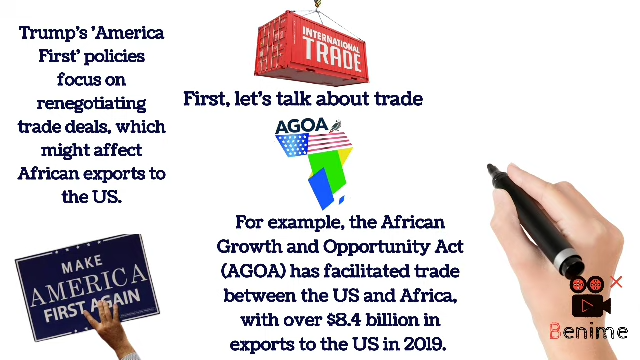 Trump's 'America
First' policies
focus on
renegotiating
trade deals, which
might affect
African exports to
the US.
INTERNATIONAL
TRADE
First, let's talk about trade
AGOA
For example, the African
Growth and Opportunity Act
(AGOA) has facilitated trade
between the US and Africa,
with over $8.4 billion in
exports to the US in 2019.
MAKE
AMERICA
FIRST AGAIN
Benime